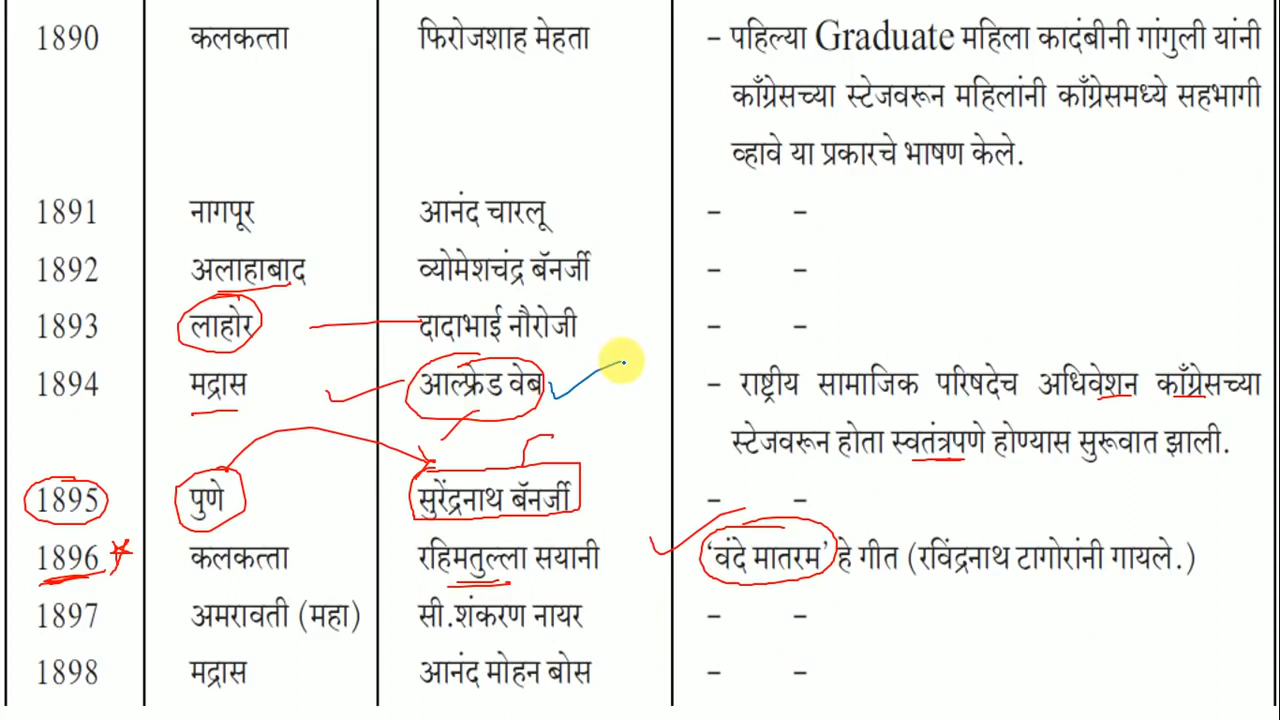 1890 कलकत्ता फिरोजशाह मेहता – पहिल्या Graduate महिला कादंबीनी गांगुली यांनी
काँग्रेसच्या स्टेजवरून महिलांनी काँग्रेसमध्ये सहभागी
व्हावे या प्रकारचे भाषण केले.
1891 नागपूर आनंद चारलू – –
1892 अलाहाबाद व्योमेशचंद्र बॅनर्जी – –
1893 लाहोर दादाभाई नौरोजी – –
1894 मद्रास आल्फ्रेड वेब – राष्ट्रीय सामाजिक परिषदेच अधिवेशन काँग्रेसच्या
स्टेजवरून होता स्वतंत्रपणे होण्यास सुरूवात झाली.
1895 पुणे सुरेंद्रनाथ बॅनर्जी – –
1896 कलकत्ता रहिमतुल्ला सयानी 'वंदे मातरम' हे गीत (रविंद्रनाथ टागोरांनी गायले.)
1897 अमरावती (महा) सी.शंकरण नायर – –
1898 मद्रास आनंद मोहन बोस – –